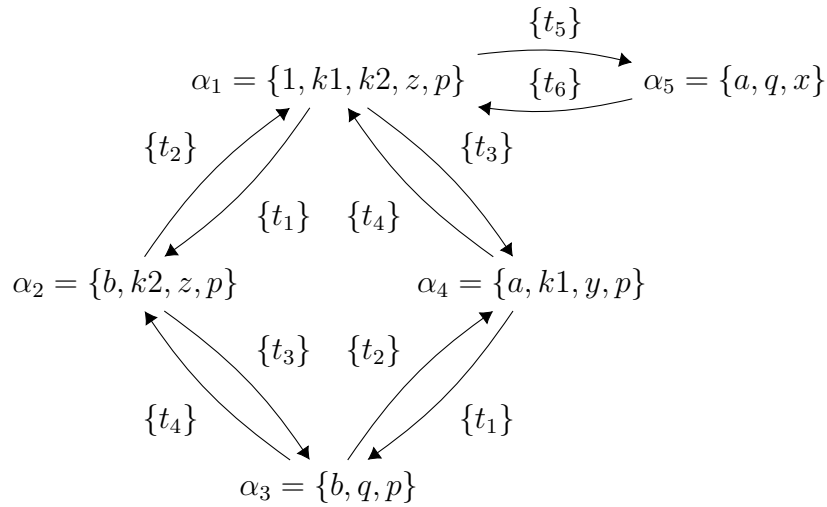 {t₅}
α₁ = {1, k1, k2, z, p}
{t₆}
α₅ = {a, q, x}
{t₂}
{t₃}
{t₁}
{t₄}
α₂ = {b, k2, z, p}
α₄ = {a, k1, y, p}
{t₃}
{t₂}
{t₄}
{t₁}
α₃ = {b, q, p}